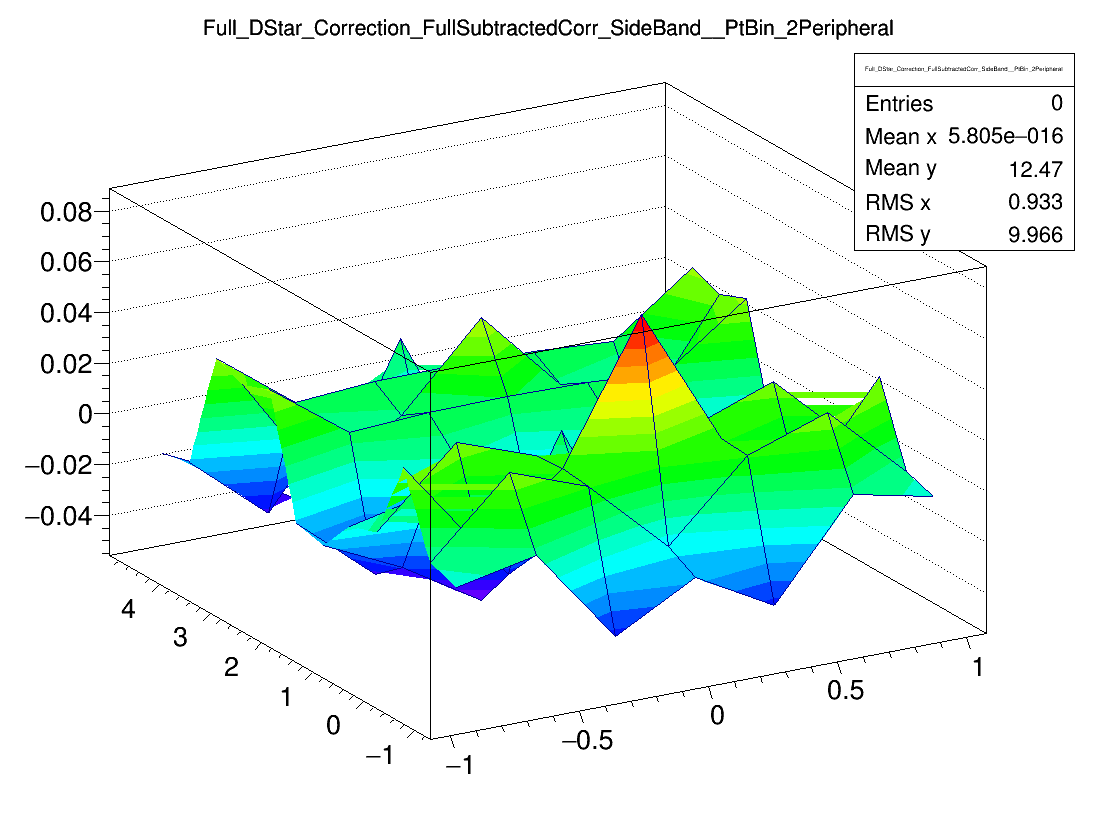 Full_DStar_Correction_FullSubtractedCorr_SideBand__PtBin_2Peripheral
Full_DStar_Correction_FullSubtractedCorr_SideBand__PtBin_2Peripheral
Entries 0
Mean x 5.805e−016
Mean y 12.47
RMS x 0.933
RMS y 9.966
0.08
0.06
0.04
0.02
0
−0.02
−0.04
4
3
2
1
0
−1
−1
−0.5
0
0.5
1